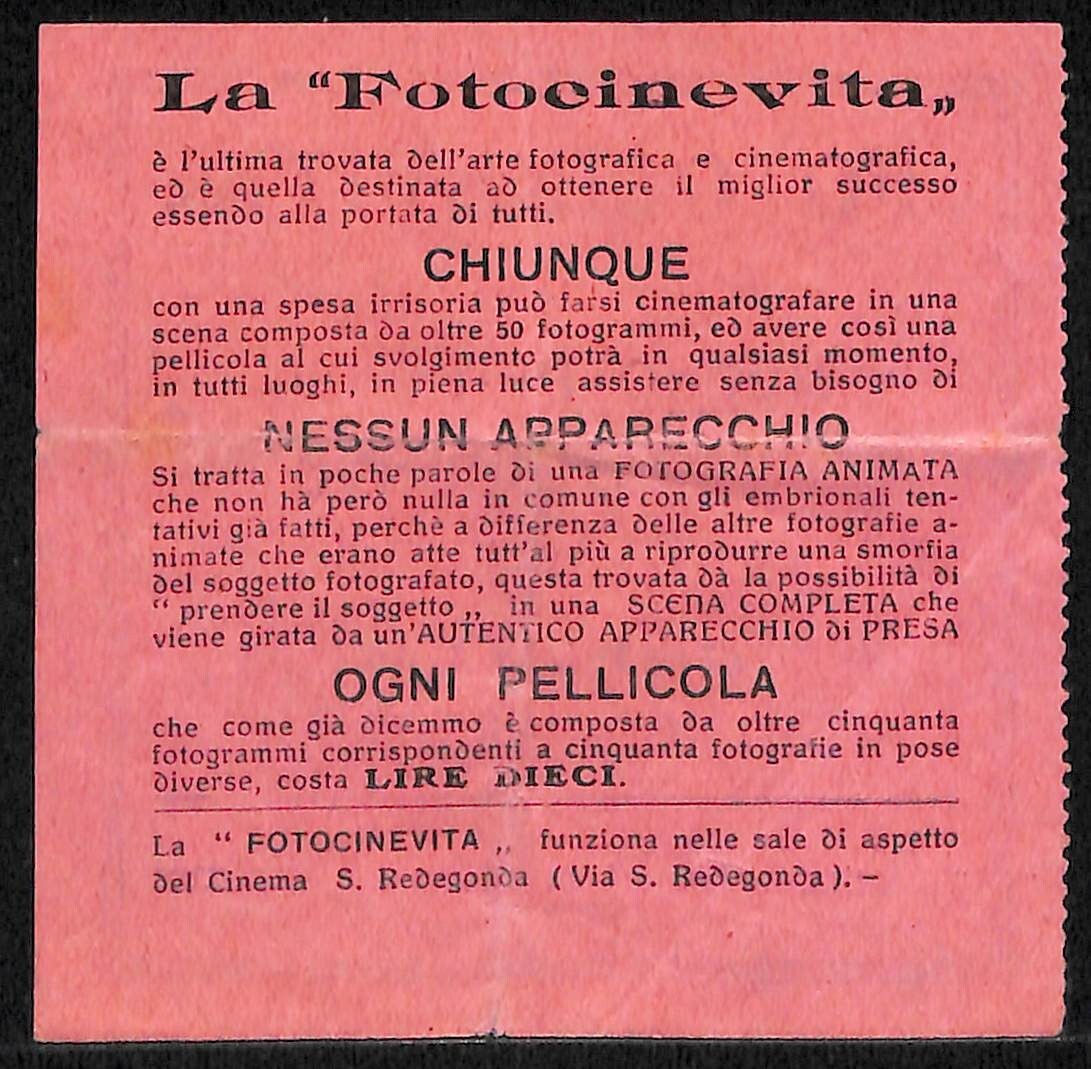 La “Fotocinevita„
è l'ultima trovata dell'arte fotografica e cinematografica,
ed è quella destinata ad ottenere il miglior successo
essendo alla portata di tutti.
CHIUNQUE
con una spesa irrisoria può farsi cinematografare in una
scena composta da oltre 50 fotogrammi, ed avere così una
pellicola al cui svolgimento potrà in qualsiasi momento,
in tutti luoghi, in piena luce assistere senza bisogno di
NESSUN APPARECCHIO
Si tratta in poche parole di una FOTOGRAFIA ANIMATA
che non hà però nulla in comune con gli embrionali ten-
tativi già fatti, perchè a differenza delle altre fotografie a-
nimate che erano atte tutt'al più a riprodurre una smorfia
del soggetto fotografato, questa trovata dà la possibilità di
“ prendere il soggetto „ in una SCENA COMPLETA che
viene girata da un'AUTENTICO APPARECCHIO di PRESA
OGNI PELLICOLA
che come già dicemmo è composta da oltre cinquanta
fotogrammi corrispondenti a cinquanta fotografie in pose
diverse, costa LIRE DIECI.
La “ FOTOCINEVITA „ funziona nelle sale di aspetto
del Cinema S. Redegonda ( Via S. Redegonda ). –